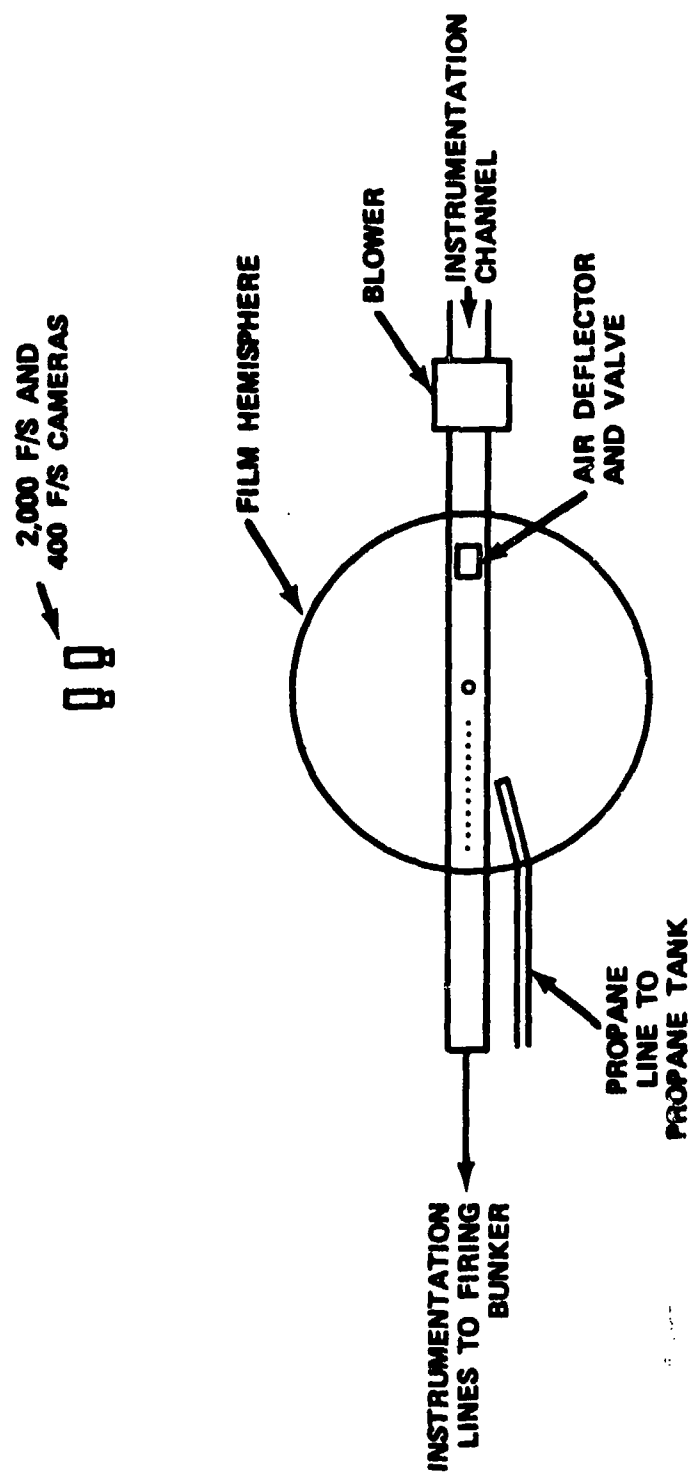 2,000 F/S AND
400 F/S CAMERAS
FILM HEMISPHERE
BLOWER
INSTRUMENTATION
CHANNEL
AIR DEFLECTOR
AND VALVE
PROPANE
LINE TO
PROPANE TANK
INSTRUMENTATION
LINES TO FIRING
BUNKER